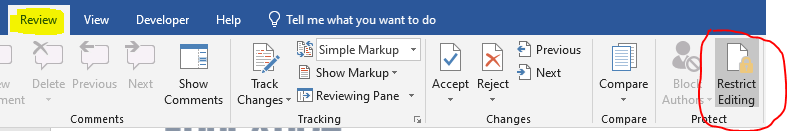 Review View Developer Help Tell me what you want to do
Delete Previous Next Show Comments
Comments
Track Changes Simple Markup
Show Markup
Reviewing Pane
Tracking
Accept Reject Previous
Next
Changes
Compare
Compare
Block Authors Restrict Editing
Protect